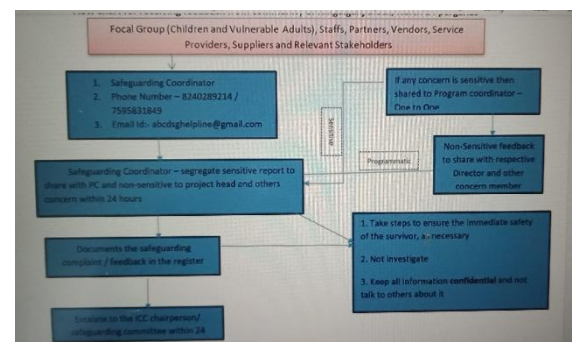 Focal Group (Children and Vulnerable Adults), Staffs, Partners, Vendors, Service
Providers, Suppliers and Relevant Stakeholders
1. Safeguarding Coordinator
2. Phone Number – 8240289214 /
7595831849
3. Email Id:- abcdsghelpline@gmail.com
If any concern is sensitive then
shared to Program coordinator –
One to One
Sensitive
Programmatic
Non-Sensitive feedback
to share with respective
Director and other
concern member
Safeguarding Coordinator – segregate sensitive report to
share with PC and non-sensitive to project head and others
concern within 24 hours
1. Take steps to ensure the immediate safety
of the survivor, as necessary
2. Not investigate
3. Keep all information confidential and not
talk to others about it
Documents the safeguarding
complaint / feedback in the register
Escalate to the ICC chairperson/
safeguarding committee within 24